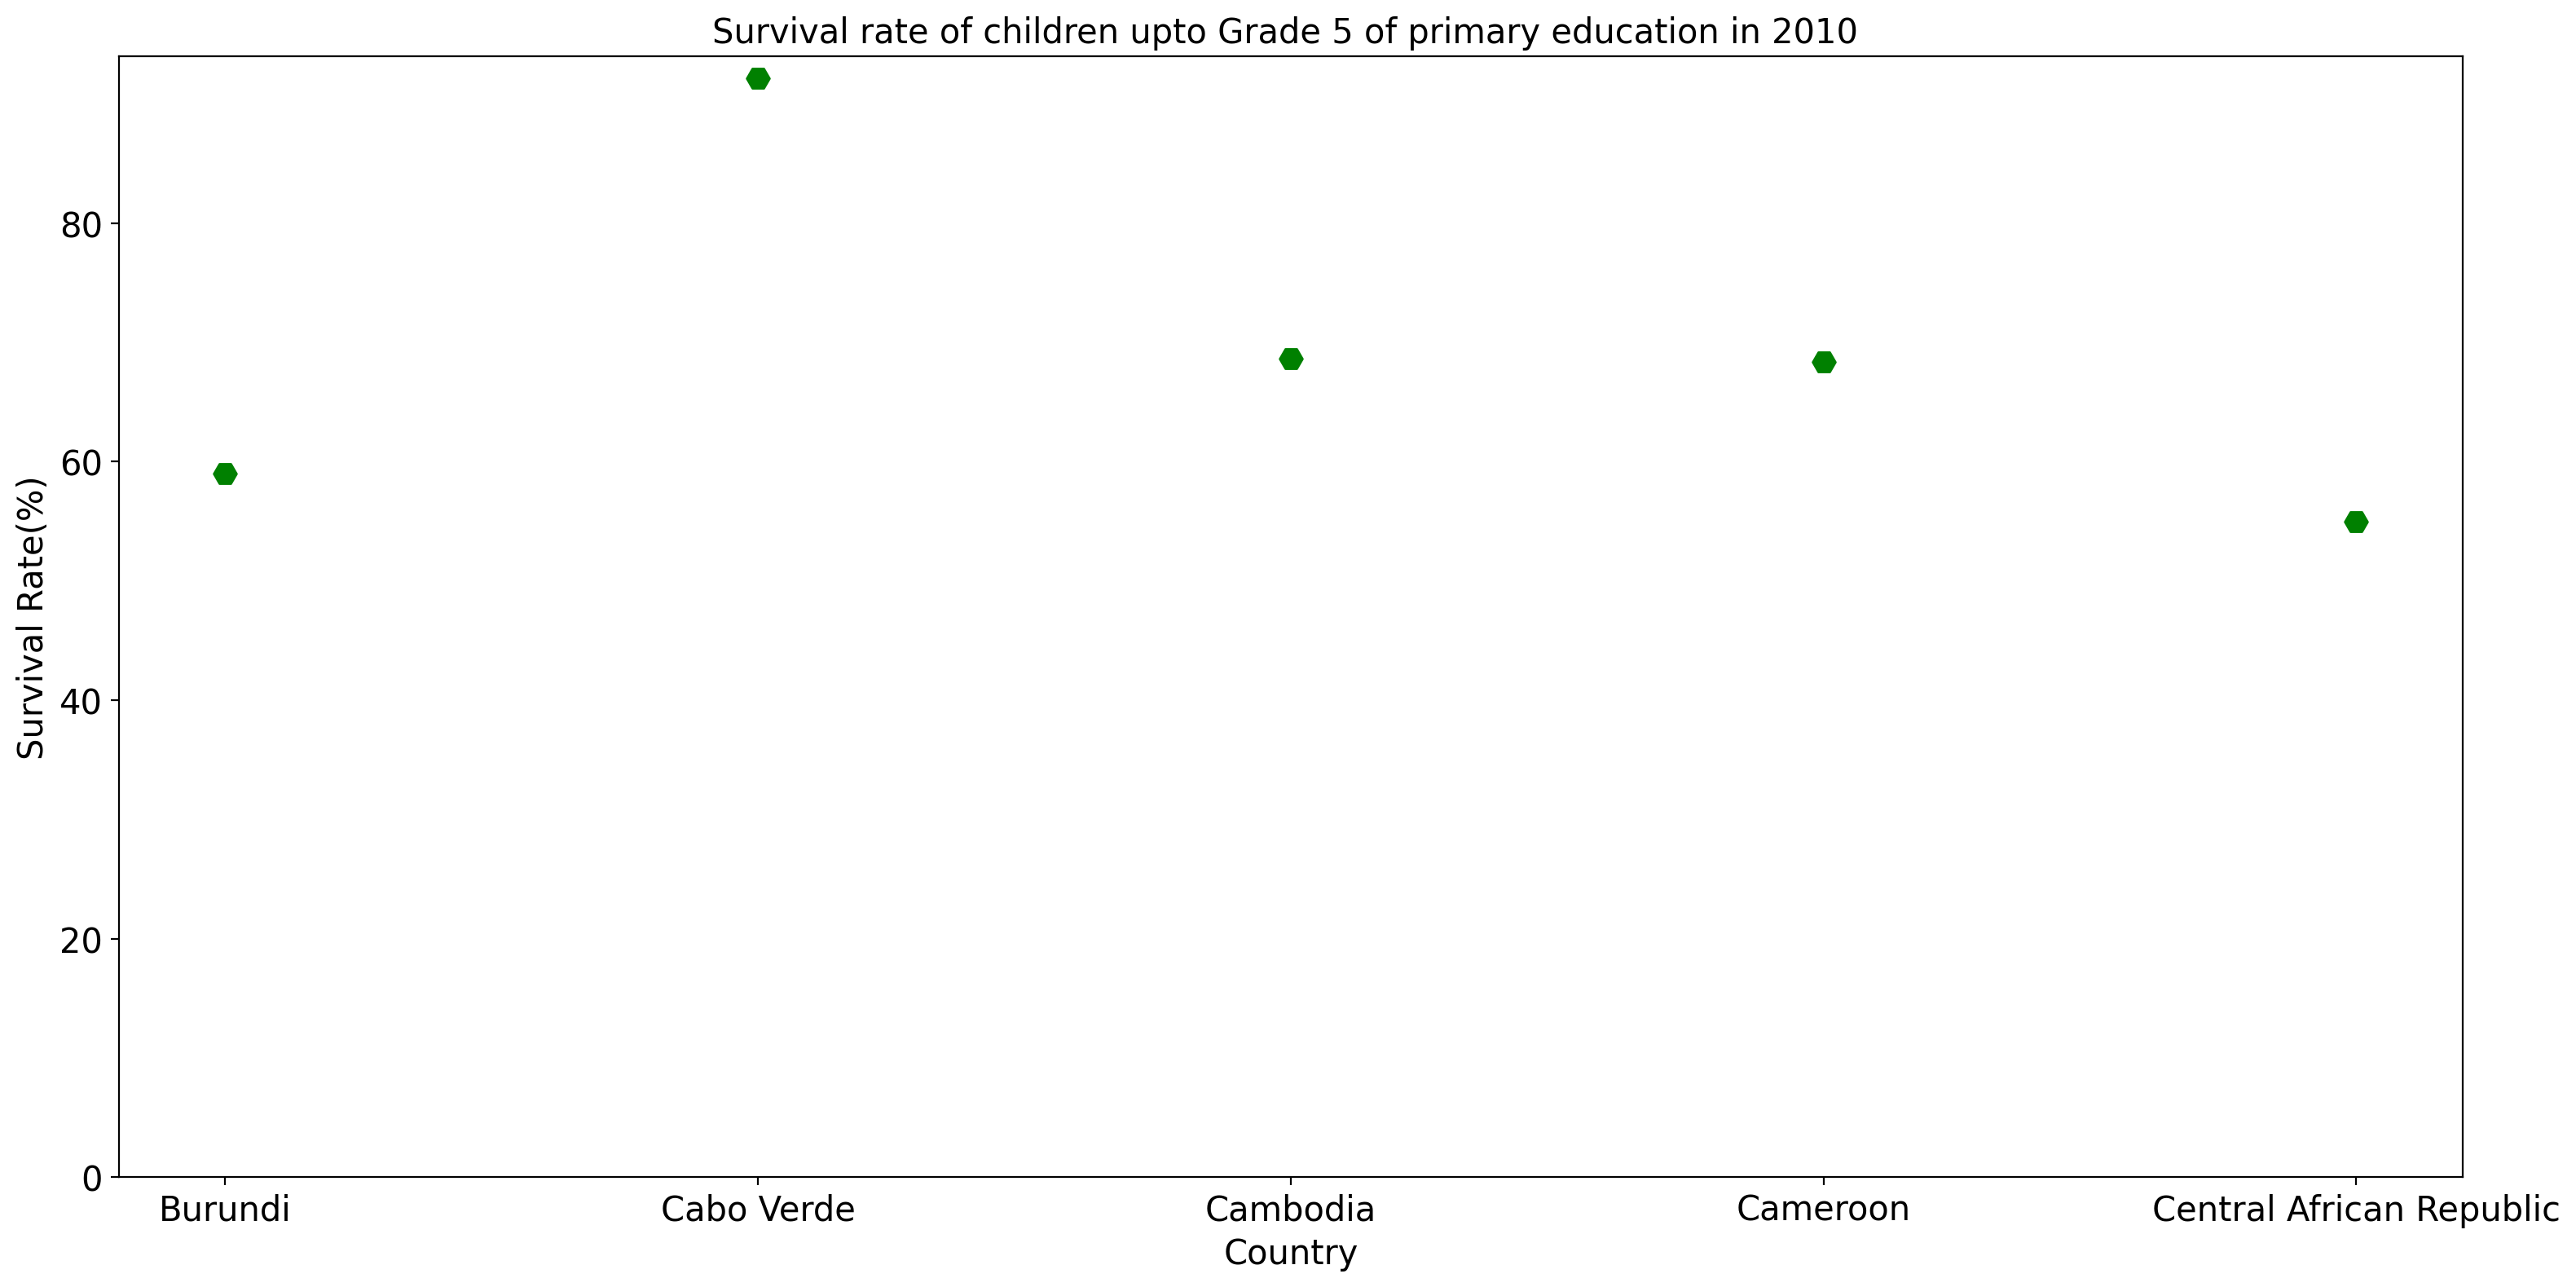 Survival rate of children upto Grade 5 of primary education in 2010
Survival Rate(%)
80
60
40
20
0
Burundi Cabo Verde Cambodia Cameroon Central African Republic
Country